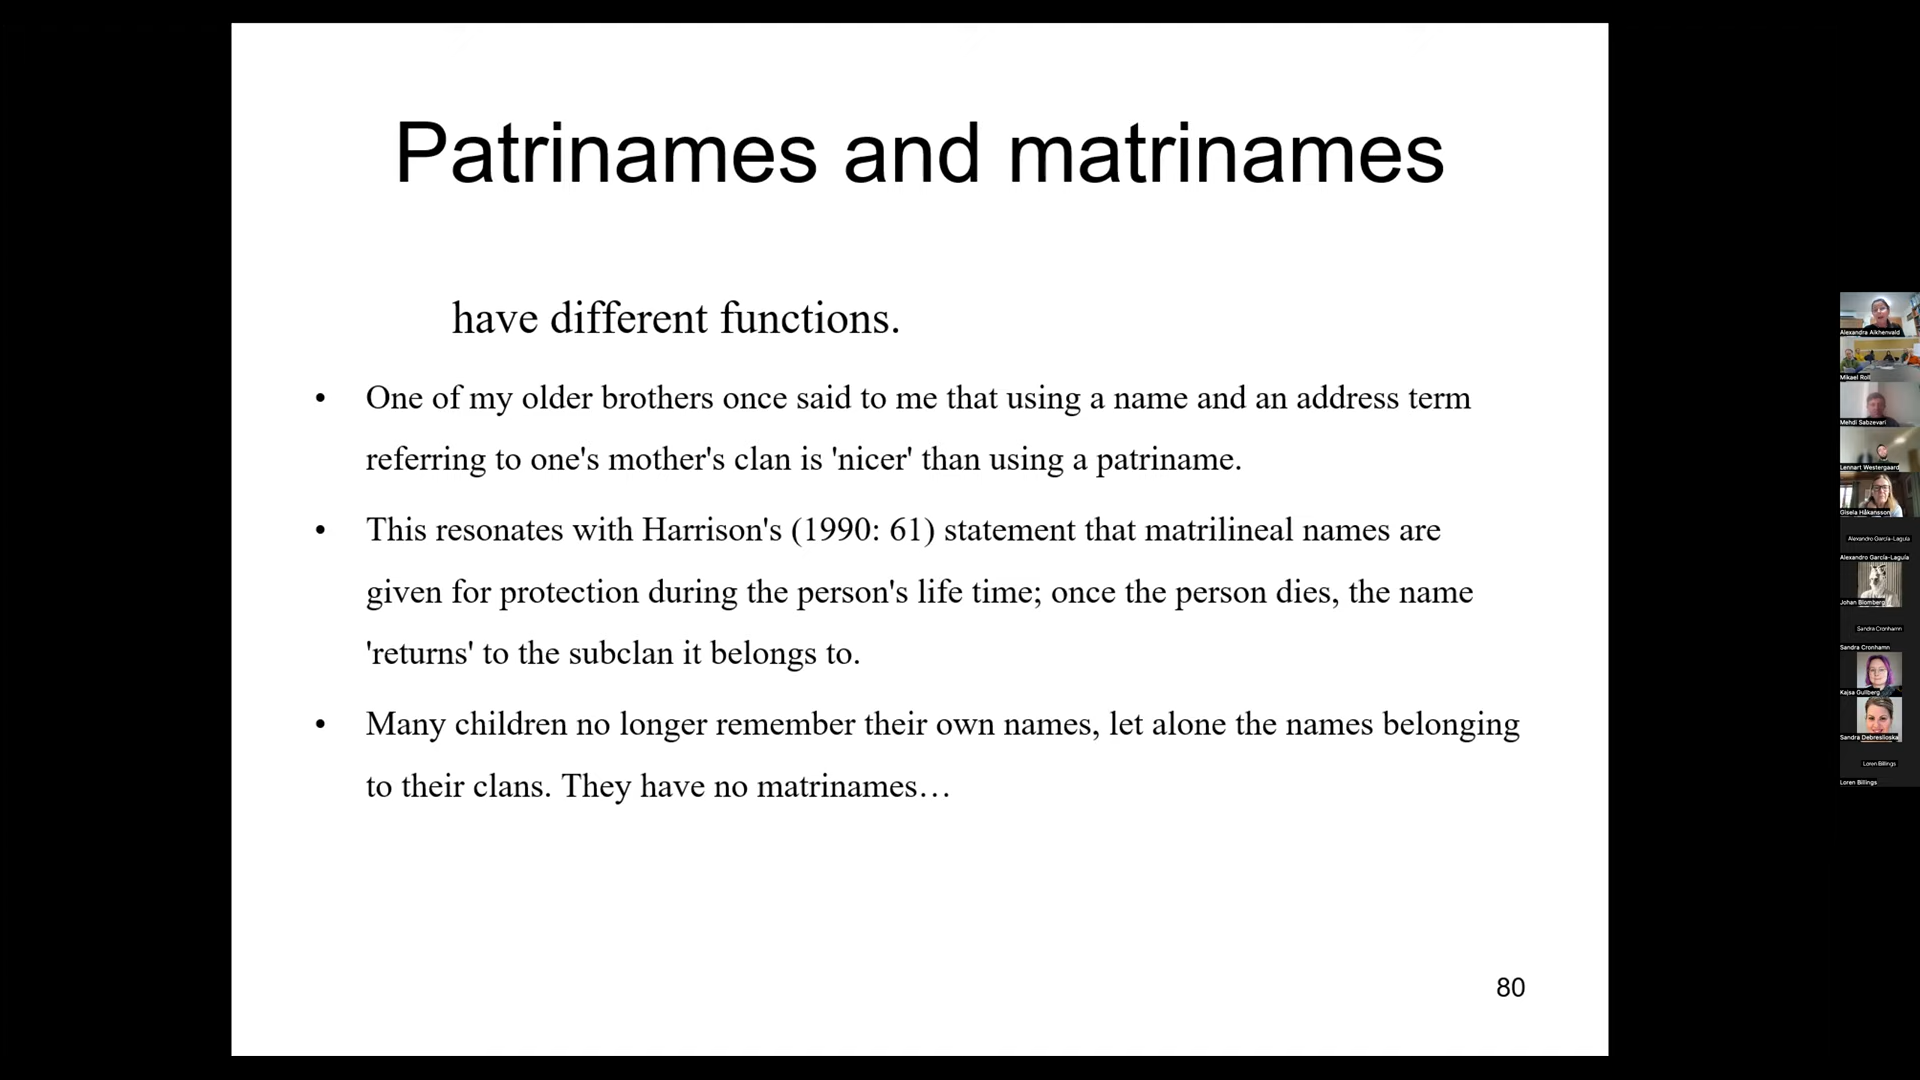 Patrinames and matrinames
have different functions.
• One of my older brothers once said to me that using a name and an address term
referring to one's mother's clan is 'nicer' than using a patriname.
• This resonates with Harrison's (1990: 61) statement that matrilineal names are
given for protection during the person's life time; once the person dies, the name
'returns' to the subclan it belongs to.
• Many children no longer remember their own names, let alone the names belonging
to their clans. They have no matrinames…
80
Alexandra Aikhenvald
Mikael Roll
Mehdi Sabzevari
Lennart Westergaard
Gisela Håkansson
Alexandro García-Laguía
Alexandro García-Laguía
Johan Blomberg
Sandra Cronhamn
Sandra Cronhamn
Kajsa Gullberg
Sandra Debreslioska
Loren Billings
Loren Billings